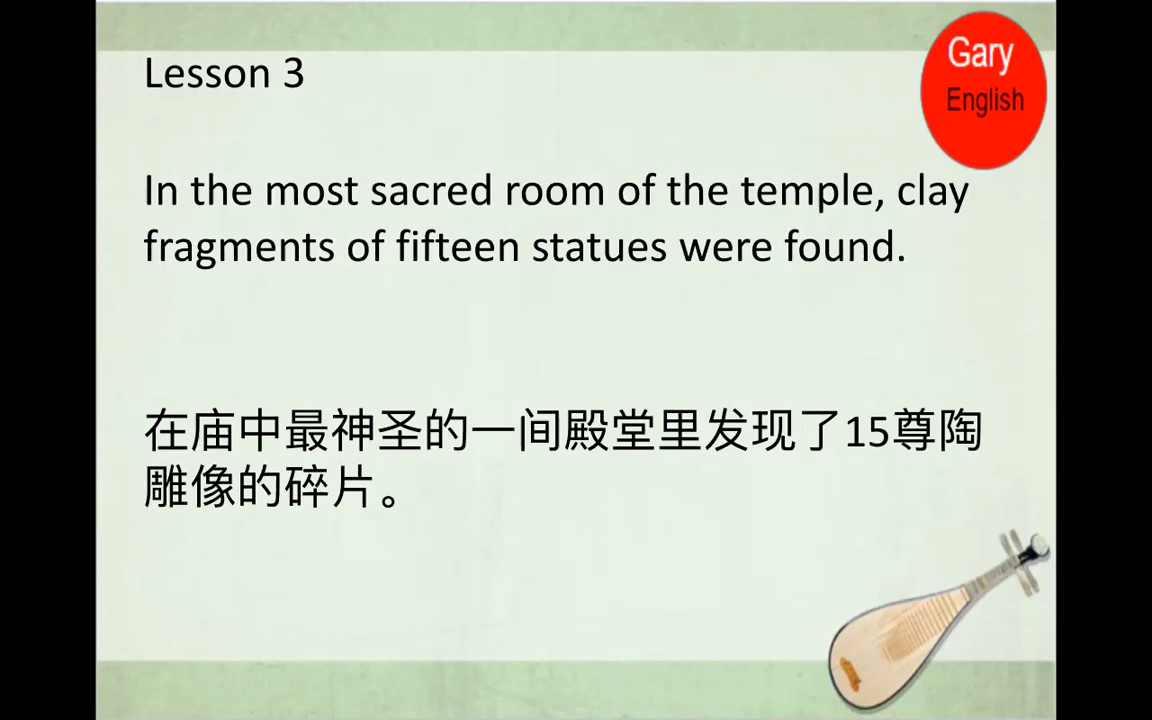 Lesson 3
Gary
English
In the most sacred room of the temple, clay
fragments of fifteen statues were found.
在庙中最神圣的一间殿堂里发现了15尊陶
雕像的碎片。